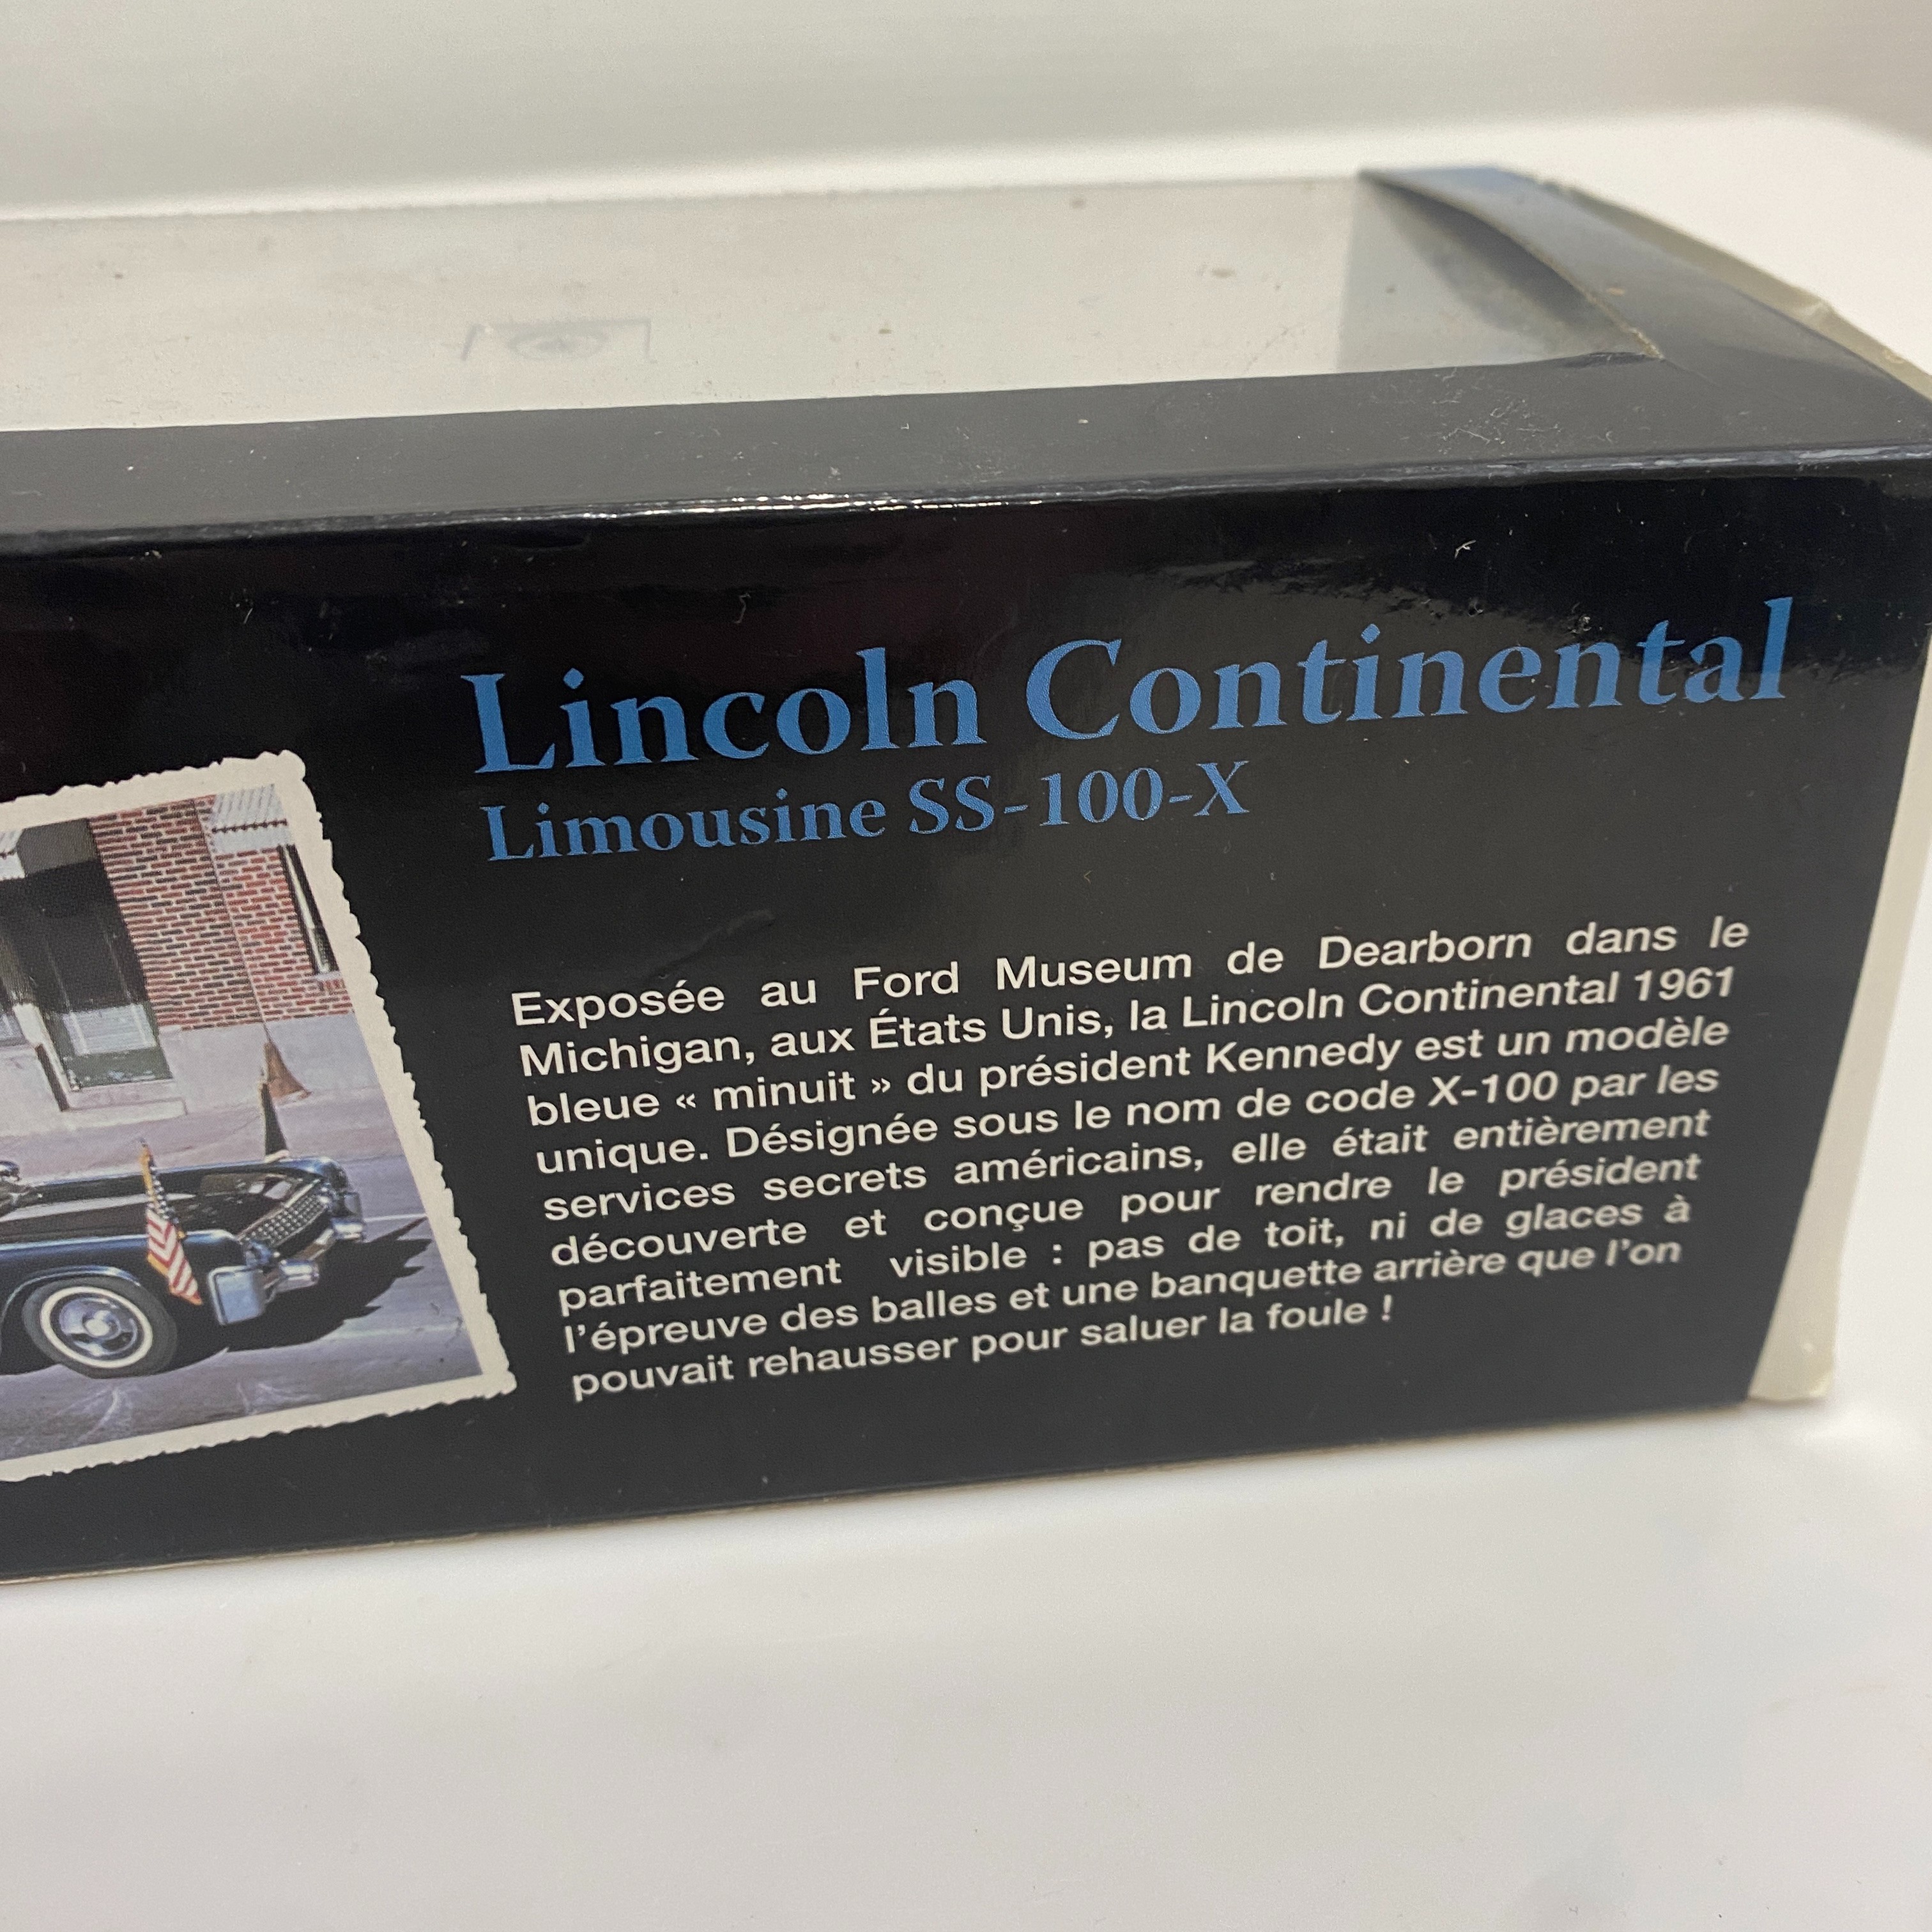 Lincoln Continental
Limousine SS-100-X
Exposée au Ford Museum de Dearborn dans le
Michigan, aux États Unis, la Lincoln Continental 1961
bleue « minuit » du président Kennedy est un modèle
unique. Désignée sous le nom de code X-100 par les
services secrets américains, elle était entièrement
découverte et conçue pour rendre le président
parfaitement visible : pas de toit, ni de glaces à
l'épreuve des balles et une banquette arrière que l'on
pouvait rehausser pour saluer la foule !